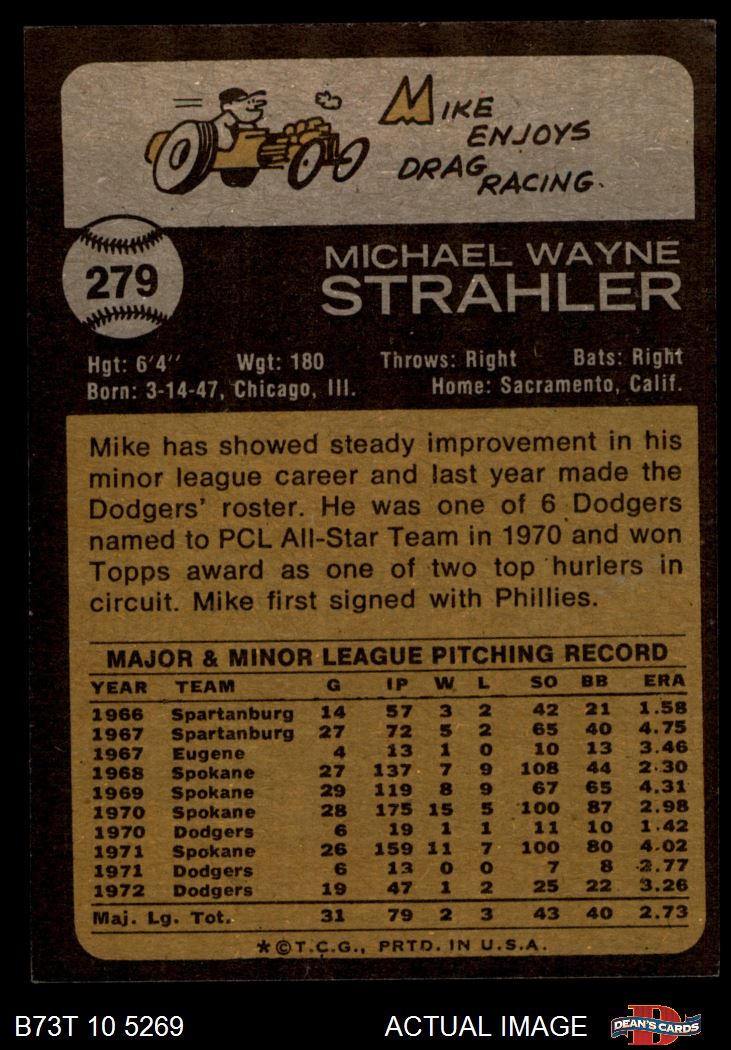 MIKE
ENJOYS
DRAG
RACING.
279
MICHAEL WAYNE
STRAHLER
Hgt: 6'4" Wgt: 180 Throws: Right Bats: Right
Born: 3-14-47, Chicago, Ill. Home: Sacramento, Calif.
Mike has showed steady improvement in his
minor league career and last year made the
Dodgers' roster. He was one of 6 Dodgers
named to PCL All-Star Team in 1970 and won
Topps award as one of two top hurlers in
circuit. Mike first signed with Phillies.
MAJOR & MINOR LEAGUE PITCHING RECORD
YEAR TEAM G IP W L SO BB ERA
1966 Spartanburg 14 57 3 2 42 21 1.58
1967 Spartanburg 27 72 5 2 65 40 4.75
1967 Eugene 4 13 1 0 10 13 3.46
1968 Spokane 27 137 7 9 108 44 2.30
1969 Spokane 29 119 8 9 67 65 4.31
1970 Spokane 28 175 15 5 100 87 2.98
1970 Dodgers 6 19 1 1 11 10 1.42
1971 Spokane 26 159 11 7 100 80 4.02
1971 Dodgers 6 13 0 0 7 8 2.77
1972 Dodgers 19 47 1 2 25 22 3.26
Maj. Lg. Tot. 31 79 2 3 43 40 2.73
*©T.C.G., PRTD. IN U.S.A.
B73T 10 5269 ACTUAL IMAGE DEAN'S CARDS